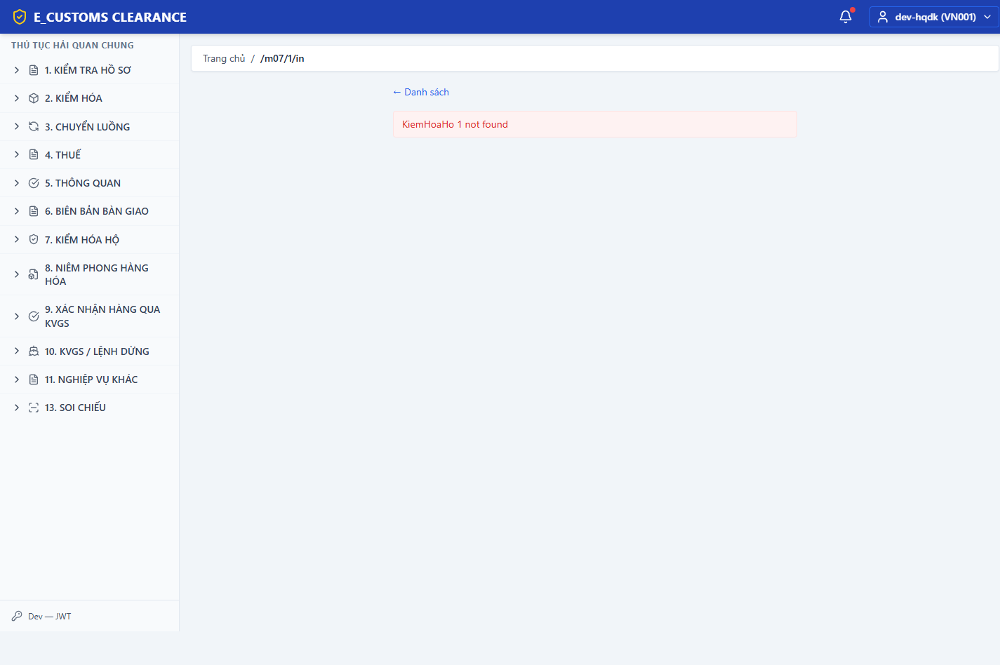 E_CUSTOMS CLEARANCE
dev-hqdk (VN001)
THỦ TỤC HẢI QUAN CHUNG
1. KIỂM TRA HỒ SƠ
2. KIỂM HÓA
3. CHUYỂN LUỒNG
4. THUẾ
5. THÔNG QUAN
6. BIÊN BẢN BÀN GIAO
7. KIỂM HÓA HỘ
8. NIÊM PHONG HÀNG
HÓA
9. XÁC NHẬN HÀNG QUA
KVGS
10. KVGS / LỆNH DỪNG
11. NGHIỆP VỤ KHÁC
13. SOI CHIẾU
Dev — JWT
Trang chủ / /m07/1/in
← Danh sách
KiemHoaHo 1 not found